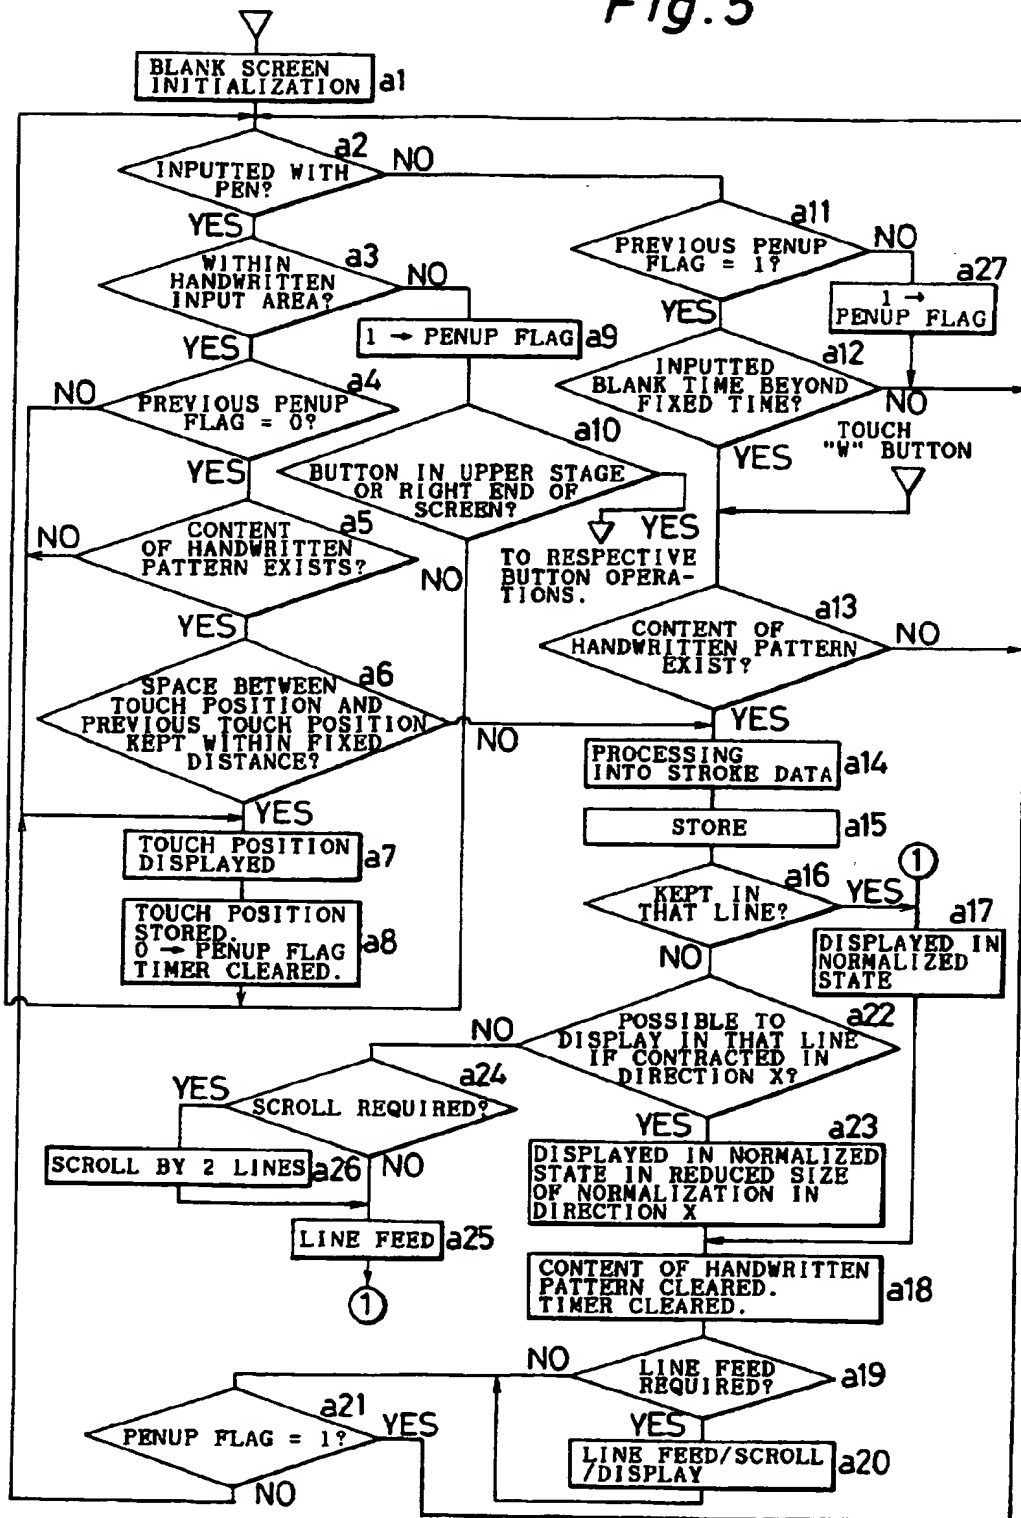 Fig.5
BLANK SCREEN
INITIALIZATION
a1
a2
INPUTTED WITH
PEN?
NO
YES
a3
WITHIN
HANDWRITTEN
INPUT AREA?
NO
YES
1 → PENUP FLAG
a9
a4
NO
PREVIOUS PENUP
FLAG = 0?
YES
a10
BUTTON IN UPPER STAGE
OR RIGHT END OF
SCREEN?
YES
NO
TO RESPECTIVE
BUTTON OPERA-
TIONS.
a5
NO
CONTENT
OF HANDWRITTEN
PATTERN EXISTS?
YES
a6
SPACE BETWEEN
TOUCH POSITION AND
PREVIOUS TOUCH POSITION
KEPT WITHIN FIXED
DISTANCE?
NO
YES
TOUCH POSITION
DISPLAYED
a7
TOUCH POSITION
STORED.
0 → PENUP FLAG
TIMER CLEARED.
a8
a11
PREVIOUS PENUP
FLAG = 1?
NO
YES
a27
1 →
PENUP FLAG
a12
INPUTTED
BLANK TIME BEYOND
FIXED TIME?
NO
YES
TOUCH
"W" BUTTON
a13
CONTENT OF
HANDWRITTEN PATTERN
EXIST?
NO
YES
PROCESSING
INTO STROKE DATA
a14
STORE
a15
a16
KEPT IN
THAT LINE?
YES
NO
1
a17
DISPLAYED IN
NORMALIZED
STATE
a22
POSSIBLE TO
DISPLAY IN THAT LINE
IF CONTRACTED IN
DIRECTION X?
NO
YES
a24
SCROLL REQUIRED?
YES
NO
SCROLL BY 2 LINES
a26
LINE FEED
a25
1
a23
DISPLAYED IN NORMALIZED
STATE IN REDUCED SIZE
OF NORMALIZATION IN
DIRECTION X
CONTENT OF HANDWRITTEN
PATTERN CLEARED.
TIMER CLEARED.
a18
LINE FEED
REQUIRED?
a19
NO
YES
LINE FEED/SCROLL
/DISPLAY
a20
a21
PENUP FLAG = 1?
YES
NO